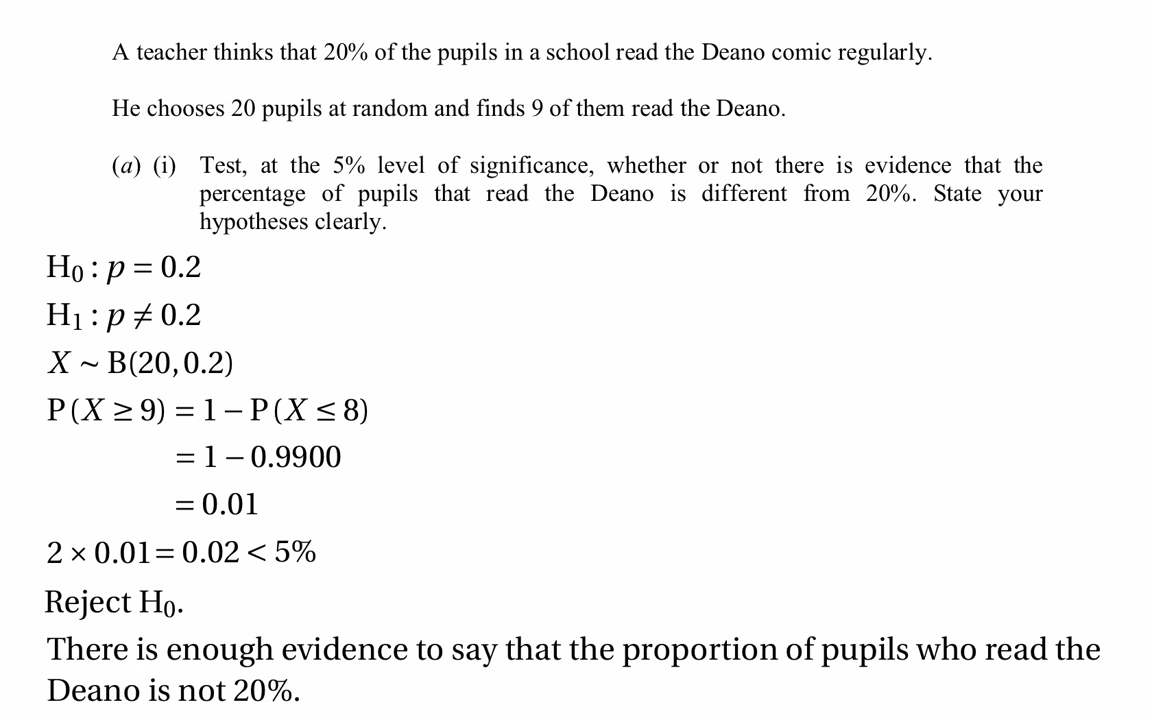 A teacher thinks that 20% of the pupils in a school read the Deano comic regularly.
He chooses 20 pupils at random and finds 9 of them read the Deano.
(a) (i) Test, at the 5% level of significance, whether or not there is evidence that the
percentage of pupils that read the Deano is different from 20%. State your
hypotheses clearly.
H₀ : p = 0.2
H₁ : p ≠ 0.2
X ~ B(20, 0.2)
P(X ≥ 9) = 1 − P(X ≤ 8)
= 1 − 0.9900
= 0.01
2 × 0.01 = 0.02 < 5%
Reject H₀.
There is enough evidence to say that the proportion of pupils who read the
Deano is not 20%.